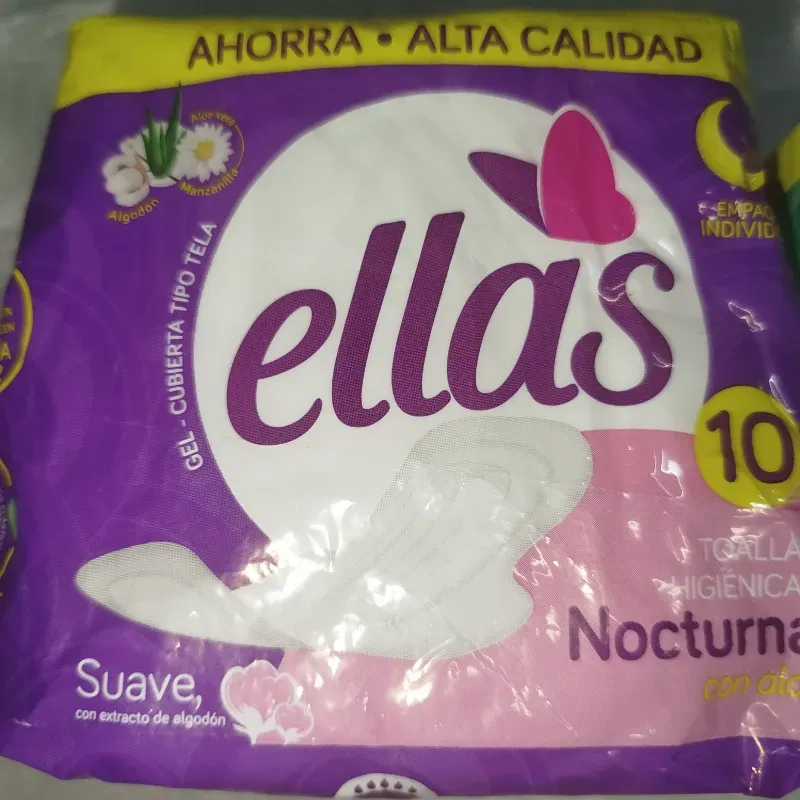 AHORRA • ALTA CALIDAD
Aloe vera
Manzanilla
Algodón
GEL - CUBIERTA TIPO TELA
ellas
10
Nocturna
con
Suave,
con extracto de algodón